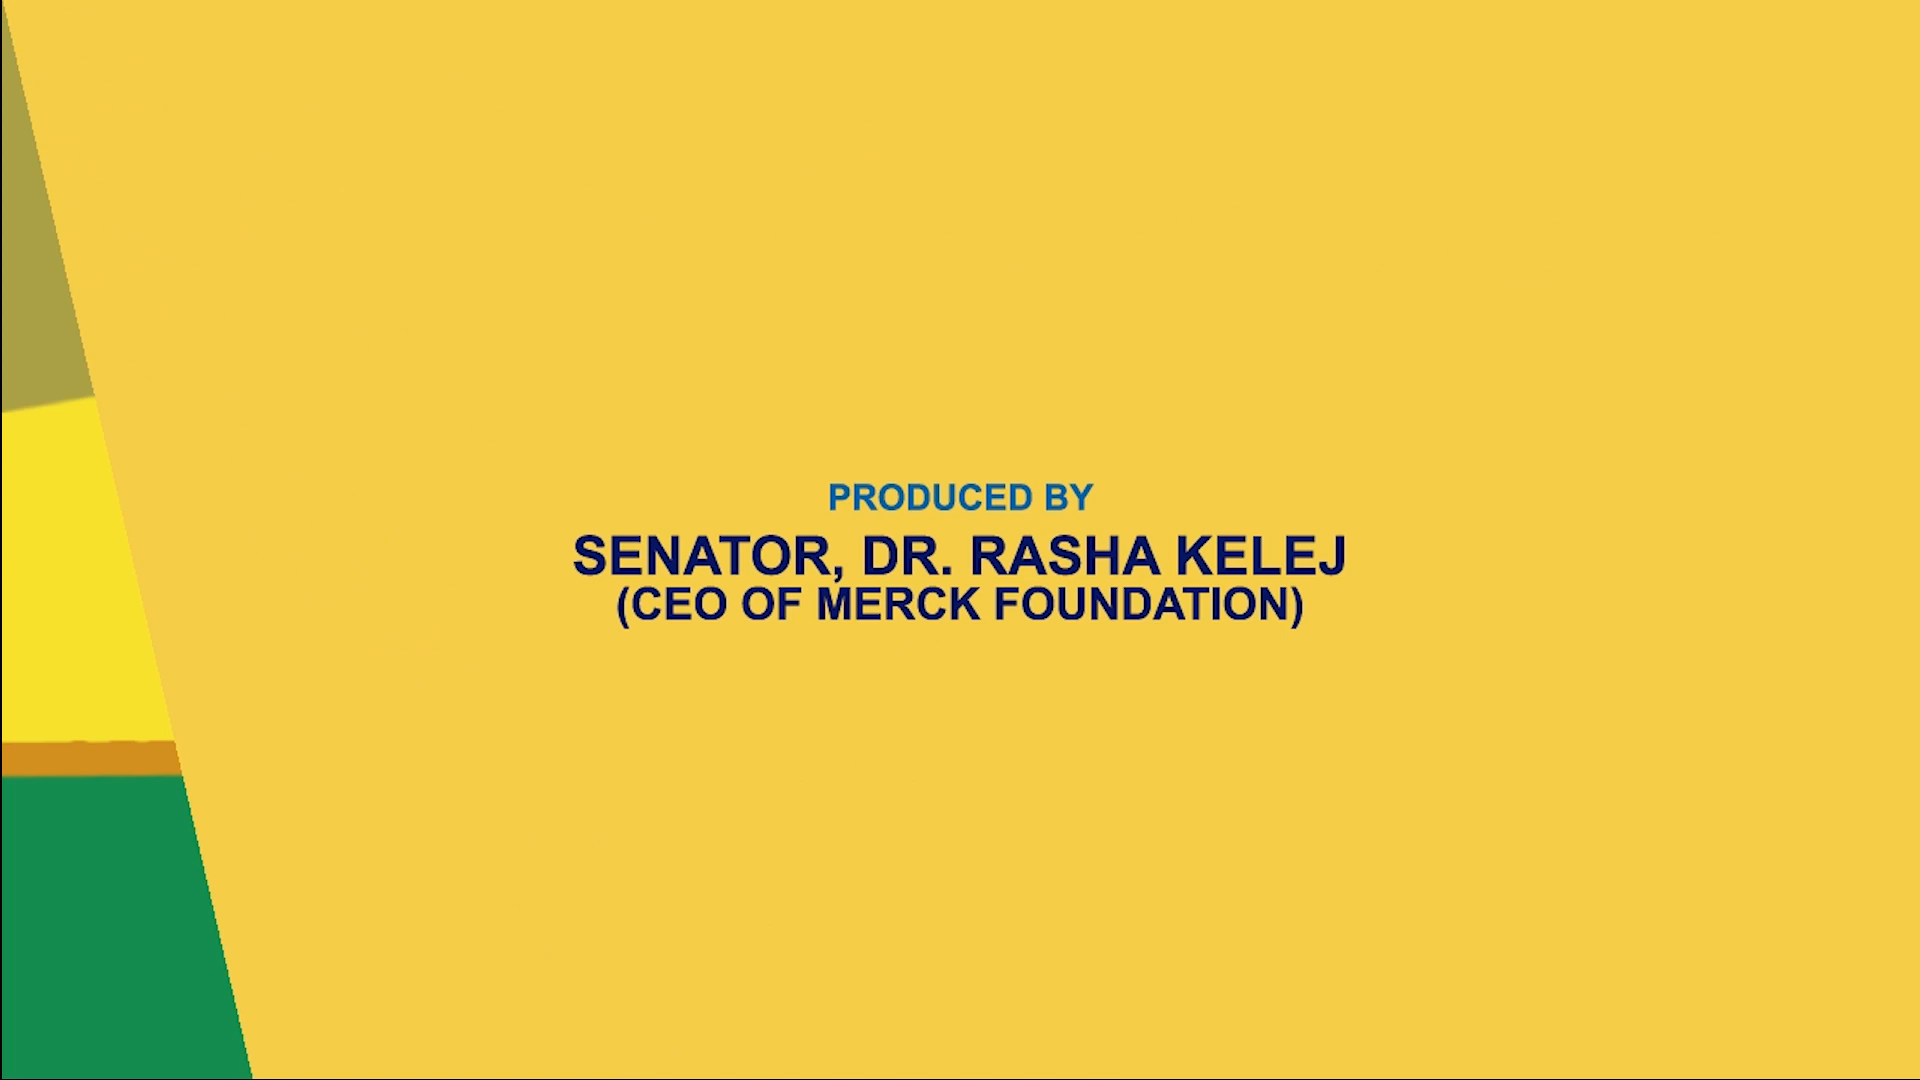 PRODUCED BY
SENATOR, DR. RASHA KELEJ
(CEO OF MERCK FOUNDATION)